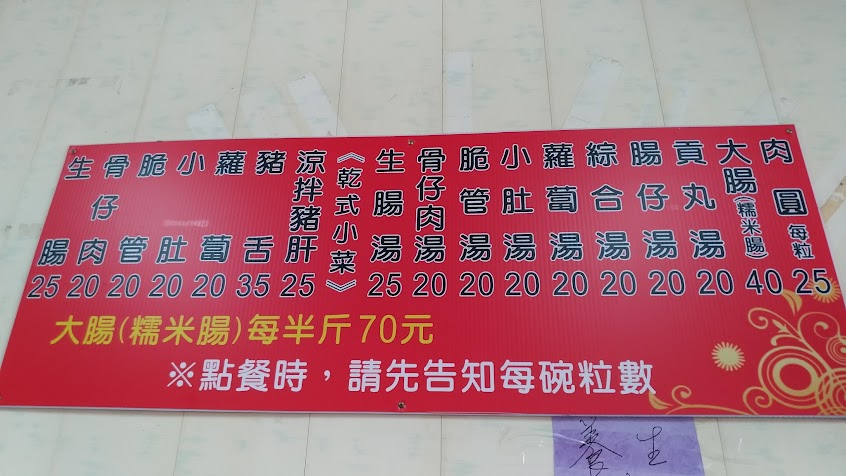 肉圓(每粒)25
大腸(糯米腸)40
貢丸湯20
腸仔湯20
綜合湯20
蘿蔔湯20
小肚湯20
脆管湯20
骨仔肉湯20
生腸湯25
《乾式小菜》
涼拌豬肝25
豬舌35
蘿蔔20
小肚20
脆管20
骨仔肉20
生腸25
大腸(糯米腸)每半斤70元
※點餐時，請先告知每碗粒數
養生